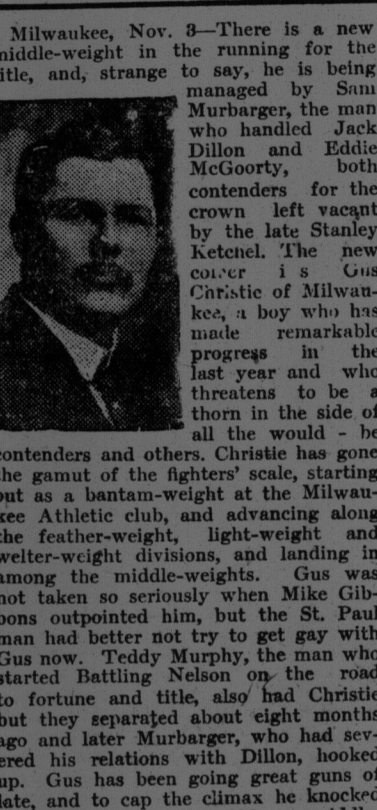 Milwaukee, Nov. 3—There is a new
middle-weight in the running for the
title, and, strange to say, he is being
managed by Sam
Murbarger, the man
who handled Jack
Dillon and Eddie
McGoorty, both
contenders for the
crown left vacant
by the late Stanley
Ketchel. The new
comer is Gus
Christie of Milwau-
kee, a boy who has
made remarkable
progress in the
last year and who
threatens to be a
thorn in the side of
all the would - be
contenders and others. Christie has gone
the gamut of the fighters' scale, starting
out as a bantam-weight at the Milwau-
kee Athletic club, and advancing along
the feather-weight, light-weight and
welter-weight divisions, and landing in
among the middle-weights. Gus was
not taken so seriously when Mike Gib-
bons outpointed him, but the St. Paul
man had better not try to get gay with
Gus now. Teddy Murphy, the man who
started Battling Nelson on the road
to fortune and title, also had Christie
but they separated about eight months
ago and later Murbarger, who had sev-
ered his relations with Dillon, hooked
up. Gus has been going great guns of
late, and to cap the climax he knocked